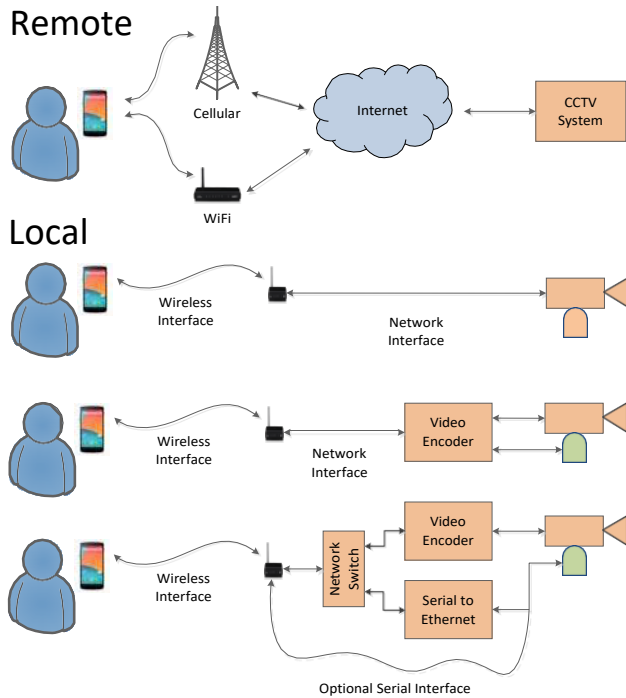 Remote
Cellular
Internet
CCTV
System
WiFi
Local
Wireless
Interface
Network
Interface
Wireless
Interface
Network
Interface
Video
Encoder
Wireless
Interface
Network
Switch
Video
Encoder
Serial to
Ethernet
Optional Serial Interface